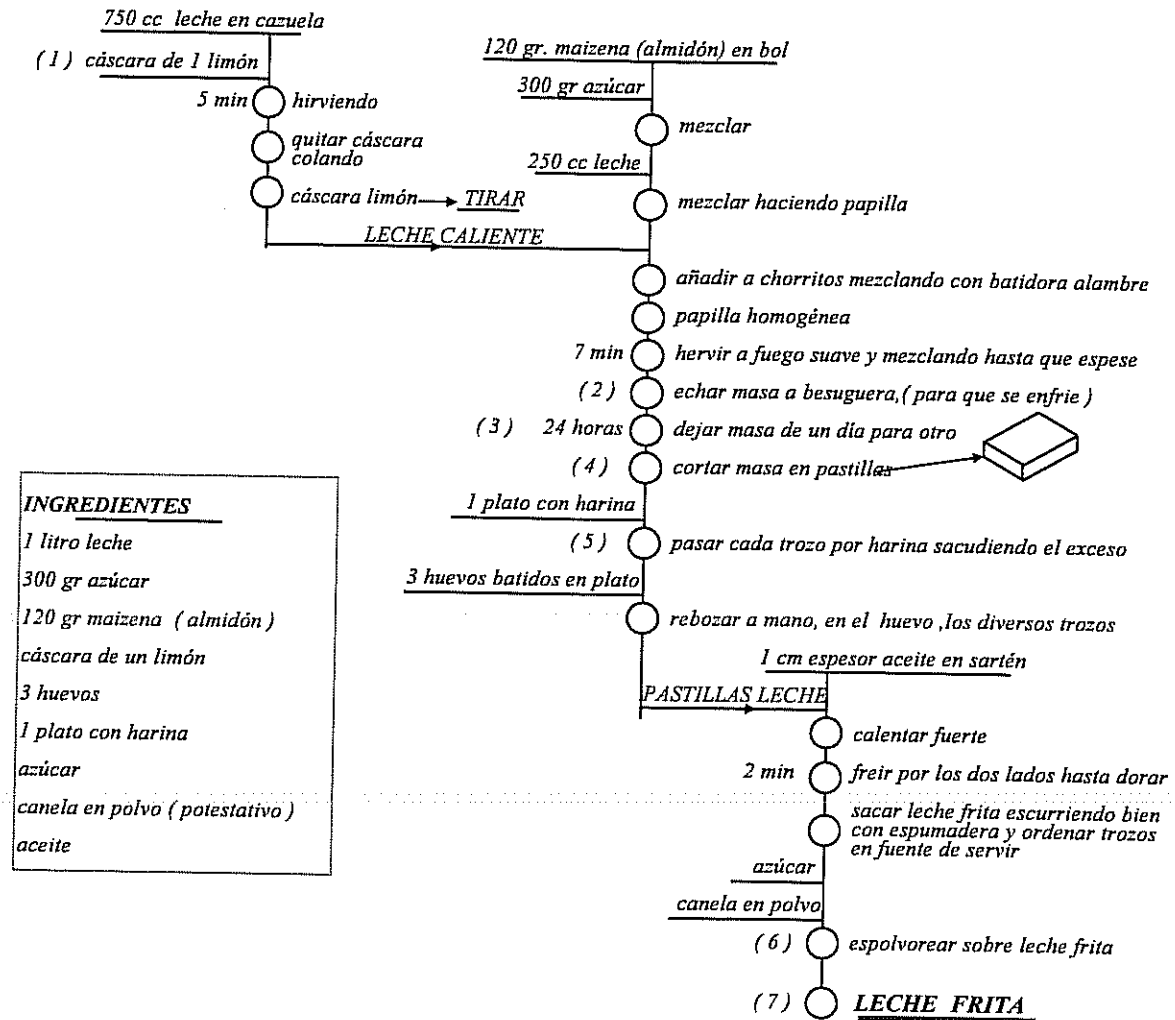 750 cc leche en cazuela
( 1 ) cáscara de 1 limón
5 min hirviendo
quitar cáscara
colando
cáscara limón TIRAR
LECHE CALIENTE
120 gr. maizena (almidón) en bol
300 gr azúcar
mezclar
250 cc leche
mezclar haciendo papilla
añadir a chorritos mezclando con batidora alambre
papilla homogénea
7 min hervir a fuego suave y mezclando hasta que espese
( 2 ) echar masa a besuguera,( para que se enfrie )
( 3 ) 24 horas dejar masa de un día para otro
( 4 ) cortar masa en pastillas
1 plato con harina
( 5 ) pasar cada trozo por harina sacudiendo el exceso
3 huevos batidos en plato
rebozar a mano, en el huevo ,los diversos trozos
1 cm espesor aceite en sartén
PASTILLAS LECHE
calentar fuerte
2 min freir por los dos lados hasta dorar
sacar leche frita escurriendo bien
con espumadera y ordenar trozos
en fuente de servir
azúcar
canela en polvo
( 6 ) espolvorear sobre leche frita
( 7 ) LECHE FRITA
INGREDIENTES
1 litro leche
300 gr azúcar
120 gr maizena ( almidón )
cáscara de un limón
3 huevos
1 plato con harina
azúcar
canela en polvo ( potestativo )
aceite